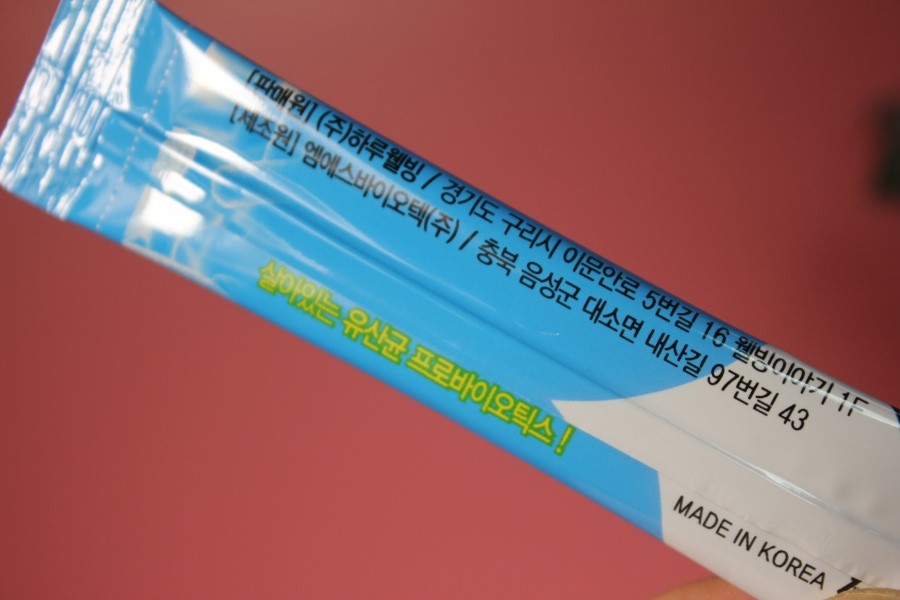 [판매원] (주)하루웰빙 / 경기도 구리시 이문안로 5번길 16 웰빙이야기 1F
[제조원] 엠에스바이오텍(주) / 충북 음성군 대소면 내산길 97번길 43
살아있는 유산균 프로바이오틱스 !
MADE IN KOREA